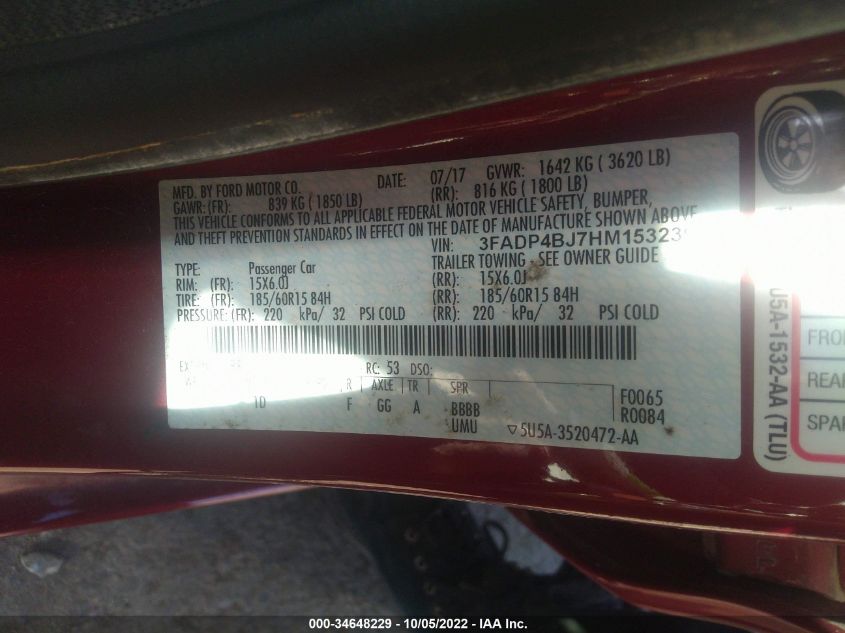 MFD. BY FORD MOTOR CO. DATE: 07/17 GVWR: 1642 KG ( 3620 LB)
GAWR:(FR): 839 KG ( 1850 LB) (RR): 816 KG ( 1800 LB)
THIS VEHICLE CONFORMS TO ALL APPLICABLE FEDERAL MOTOR VEHICLE SAFETY, BUMPER,
AND THEFT PREVENTION STANDARDS IN EFFECT ON THE DATE OF MANUFACTURE SHOWN ABOVE
VIN: 3FADP4BJ7HM15323
TYPE: Passenger Car TRAILER TOWING - SEE OWNER GUIDE
RIM: (FR): 15X6.0J (RR): 15X6.0J
TIRE: (FR): 185/60R15 84H (RR): 185/60R15 84H
PRESSURE: (FR): 220 kPa/ 32 PSI COLD (RR): 220 kPa/ 32 PSI COLD
RC: 53 DSO:
R AXLE TR SPR
1D F GG A BBBB F0065
UMU R0084
▽5U5A-3520472-AA
U5A-1532-AA (TLU)
FRO
REAR
SPAR
000-34648229 - 10/05/2022 - IAA Inc.